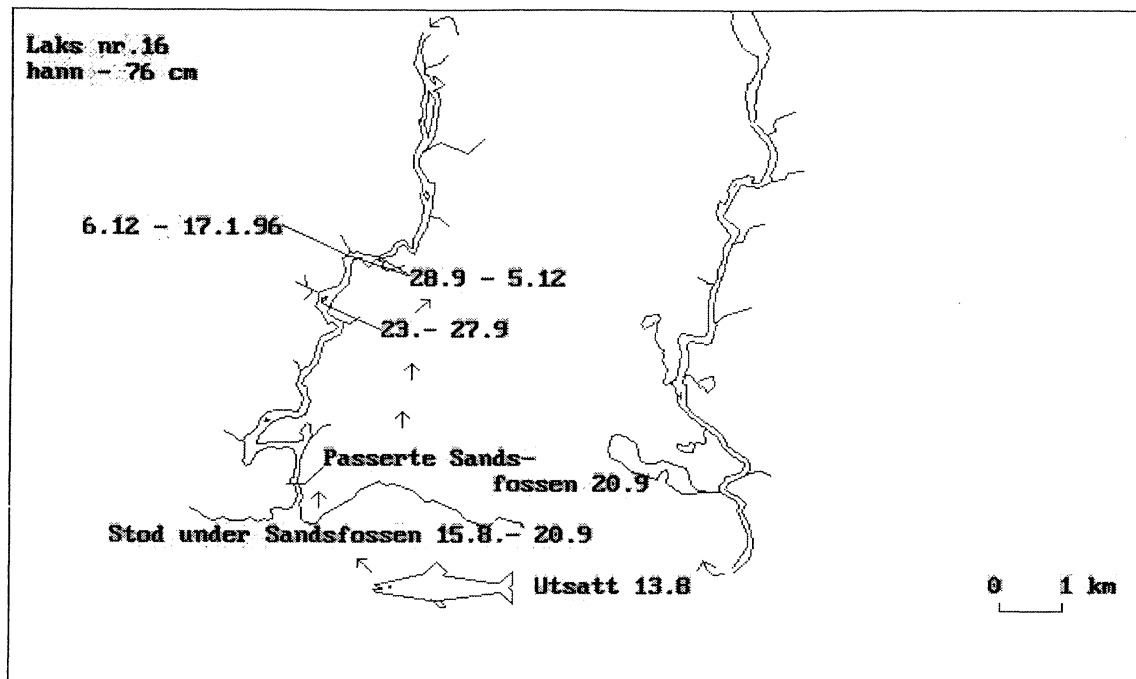 Laks nr.16
hann - 76 cm
6.12 - 17.1.96
28.9 - 5.12
23.- 27.9
Passerte Sands-
fossen 20.9
Stod under Sandsfossen 15.8.- 20.9
Utsatt 13.8
0 1 km